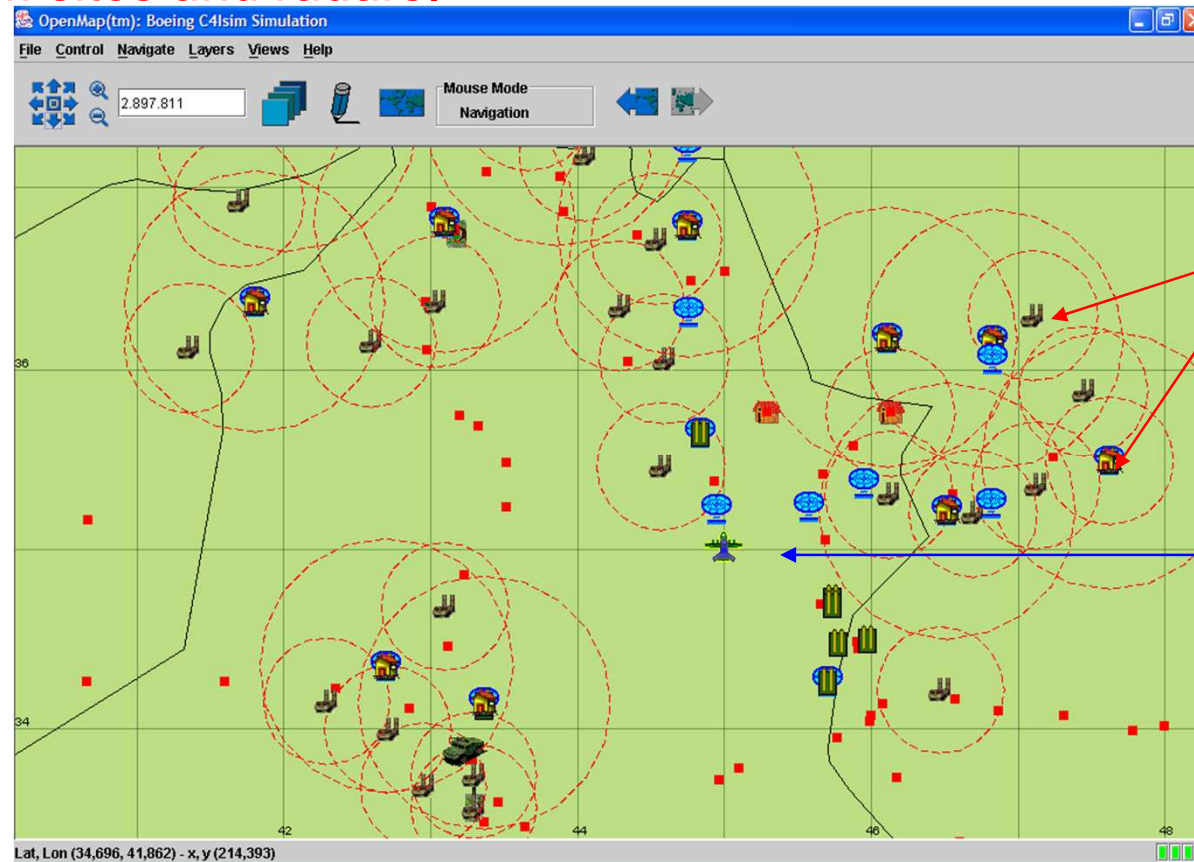 OpenMap(tm): Boeing C4Isim Simulation
File Control Navigate Layers Views Help
2.897.811
Mouse Mode
Navigation
36
34
42
44
46
48
Lat, Lon (34,696, 41,862) - x, y (214,393)